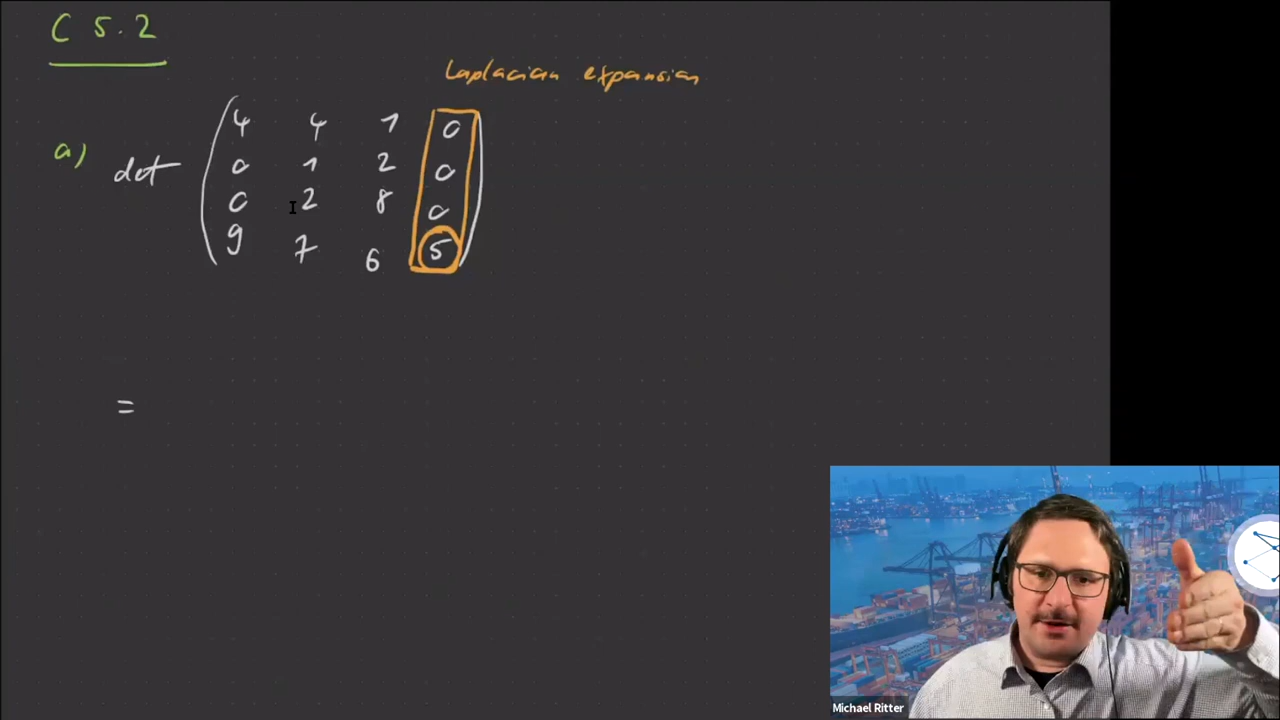 C 5.2
Laplacian expansion
a) det
4 4 1 0
0 1 2 0
0 2 8 0
9 7 6 5
=
Michael Ritter